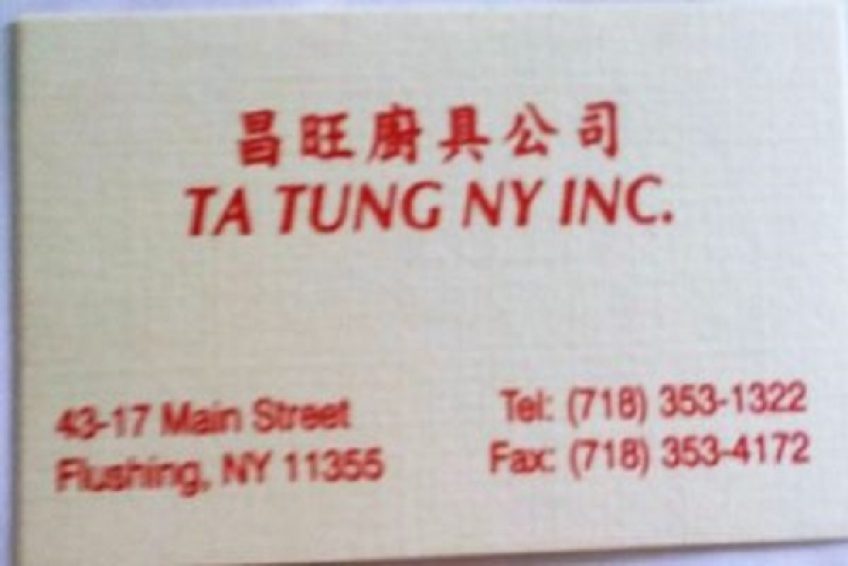 昌旺廚具公司
TA TUNG NY INC.
43-17 Main Street
Flushing, NY 11355
Tel: (718) 353-1322
Fax: (718) 353-4172